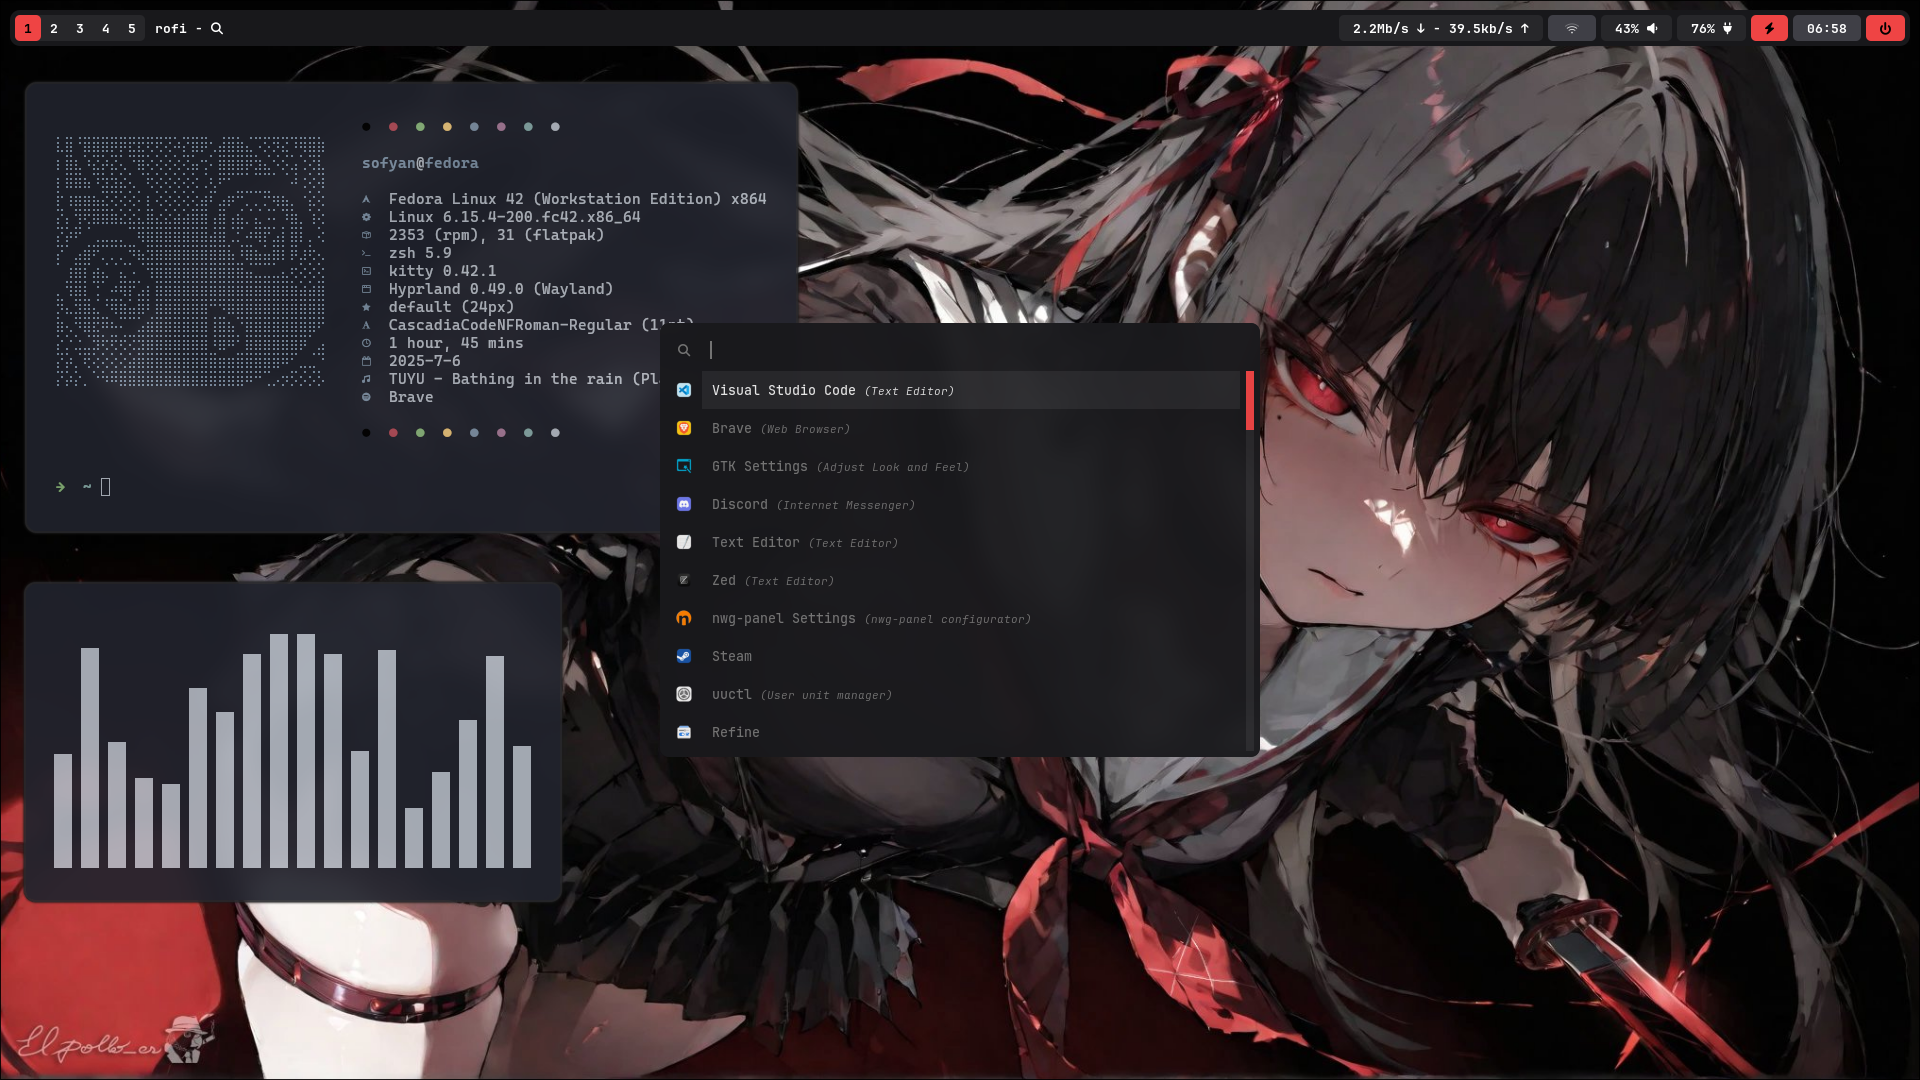 1 2 3 4 5 rofi -
2.2Mb/s ↓ - 39.5kb/s ↑ 43% 76% 06:58
sofyan@fedora
Fedora Linux 42 (Workstation Edition) x864
Linux 6.15.4-200.fc42.x86_64
2353 (rpm), 31 (flatpak)
zsh 5.9
kitty 0.42.1
Hyprland 0.49.0 (Wayland)
default (24px)
CascadiaCodeNFRoman-Regular (11pt)
1 hour, 45 mins
2025-7-6
TUYU - Bathing in the rain (Pl
Brave
→ ~
Visual Studio Code (Text Editor)
Brave (Web Browser)
GTK Settings (Adjust Look and Feel)
Discord (Internet Messenger)
Text Editor (Text Editor)
Zed (Text Editor)
nwg-panel Settings (nwg-panel configurator)
Steam
uuctl (User unit manager)
Refine
El pollo_er